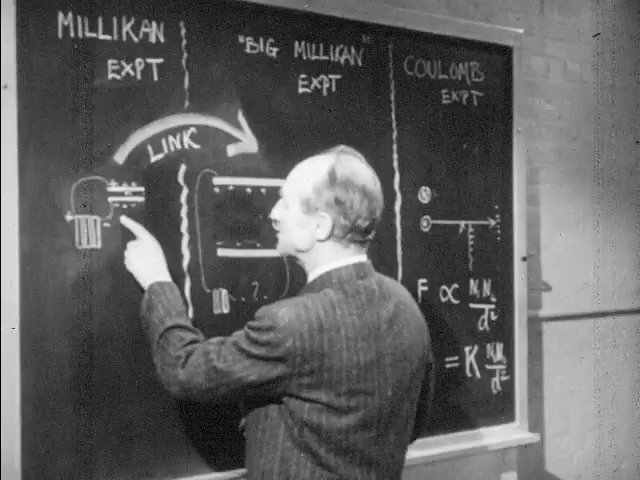 MILLIKAN
EXPT
"BIG MILLIKAN"
EXPT
COULOMB
EXPT
LINK
. . ? .
F ∝ N₁N₂/d²
= K N₁N₂/d²